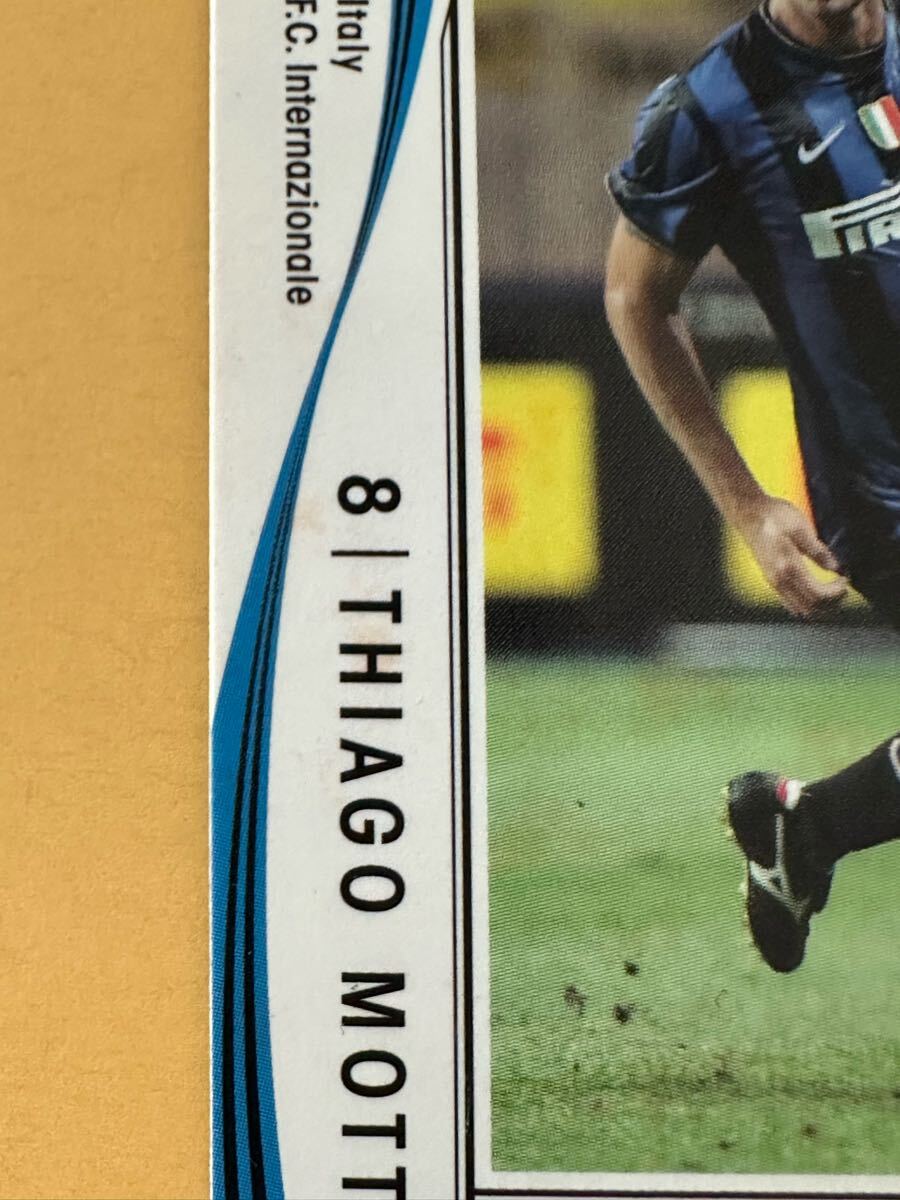 Italy
F.C. Internazionale
8 | THIAGO MOTT